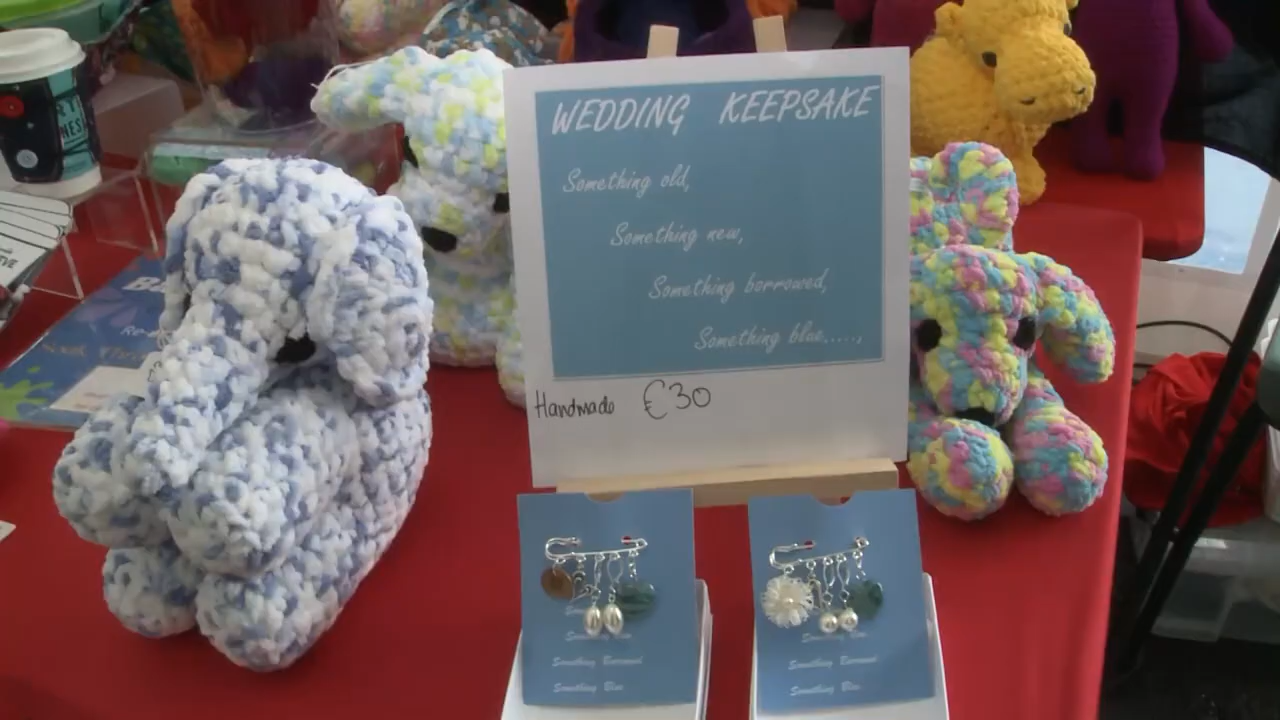 WEDDING KEEPSAKE
Something old,
Something new,
Something borrowed,
Something blue.....,
Handmade €30
Something Borrowed
Something Blue
Something Borrowed
Something Blue